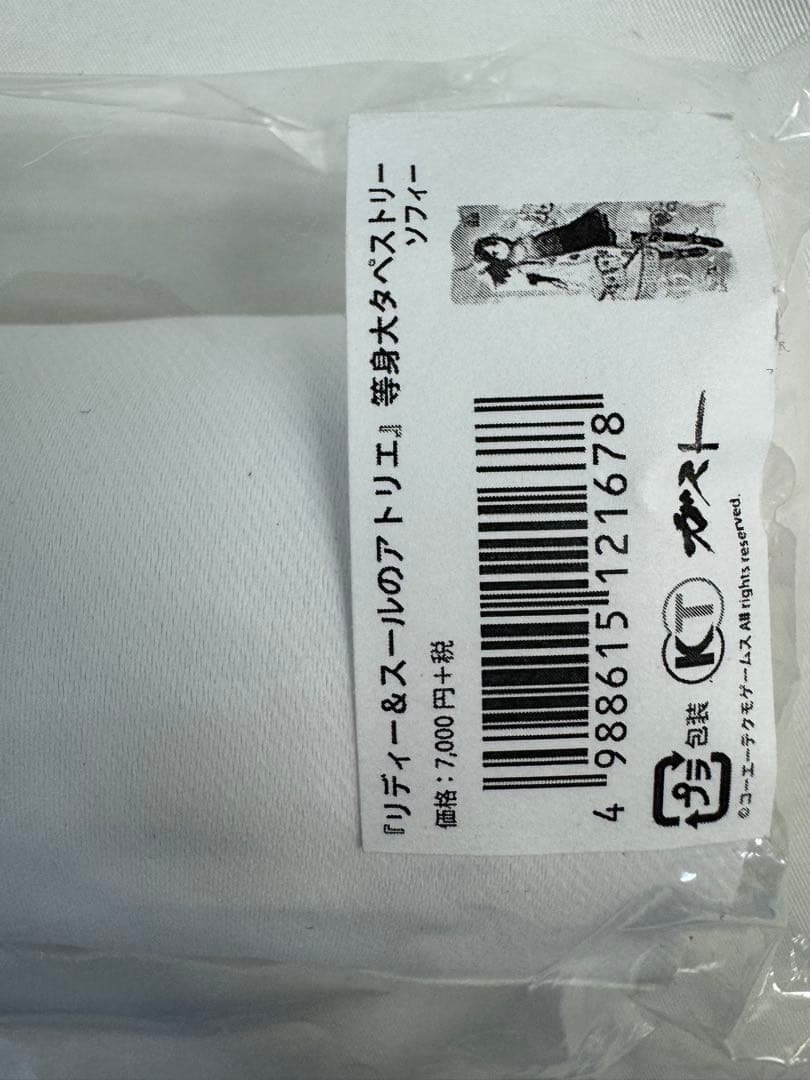 『リディー&スールのアトリエ』等身大タペストリー
ソフィー
価格：7,000円+税
4 988615 121678
プラ 包装 KT ガスト
©コーエーテクモゲームス All rights reserved.